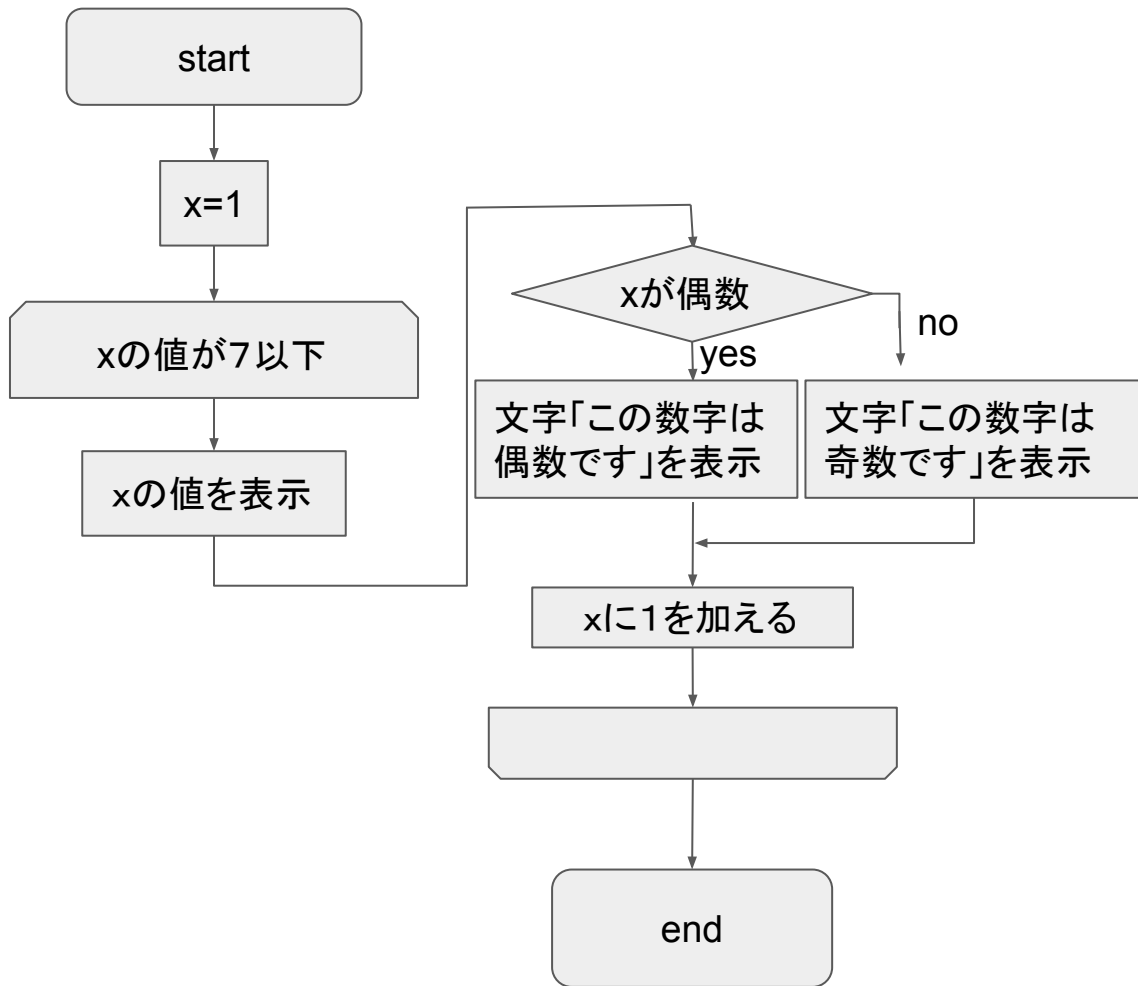 start
x=1
xの値が7以下
xの値を表示
xが偶数
yes
no
文字「この数字は
偶数です」を表示
文字「この数字は
奇数です」を表示
xに1を加える
end